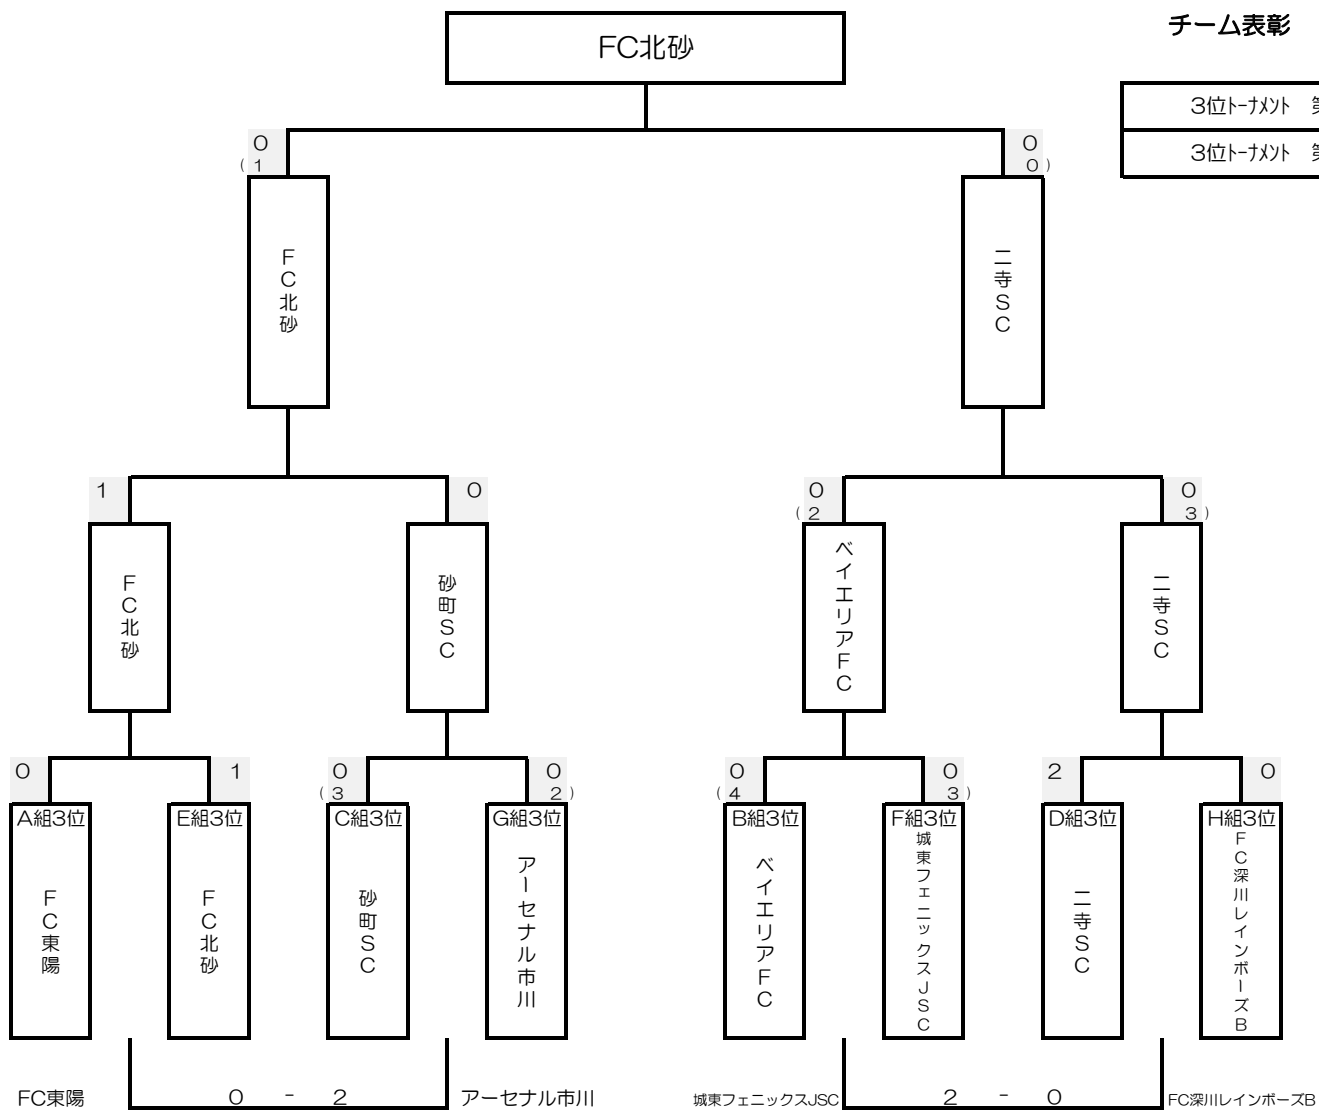 チーム表彰
FC北砂
3位トーナメント 第
3位トーナメント 第
0
(1
0
0)
FC北砂
二寺SC
1
0
0
(2
0
3)
FC北砂
砂町SC
ベイエリアFC
二寺SC
0
1
0
(3
0
2)
0
(4
0
3)
2
0
A組3位
E組3位
C組3位
G組3位
B組3位
F組3位
D組3位
H組3位
FC東陽
FC北砂
砂町SC
アーセナル市川
ベイエリアFC
城東フェニックスJSC
二寺SC
FC深川レインボーズB
FC東陽 0 - 2 アーセナル市川
城東フェニックスJSC 2 - 0 FC深川レインボーズB